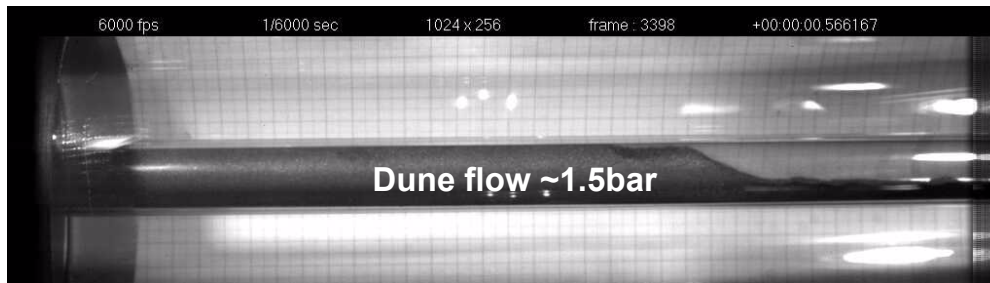 6000 fps 1/6000 sec 1024 x 256 frame : 3398 +00:00:00.566167
Dune flow ~1.5bar